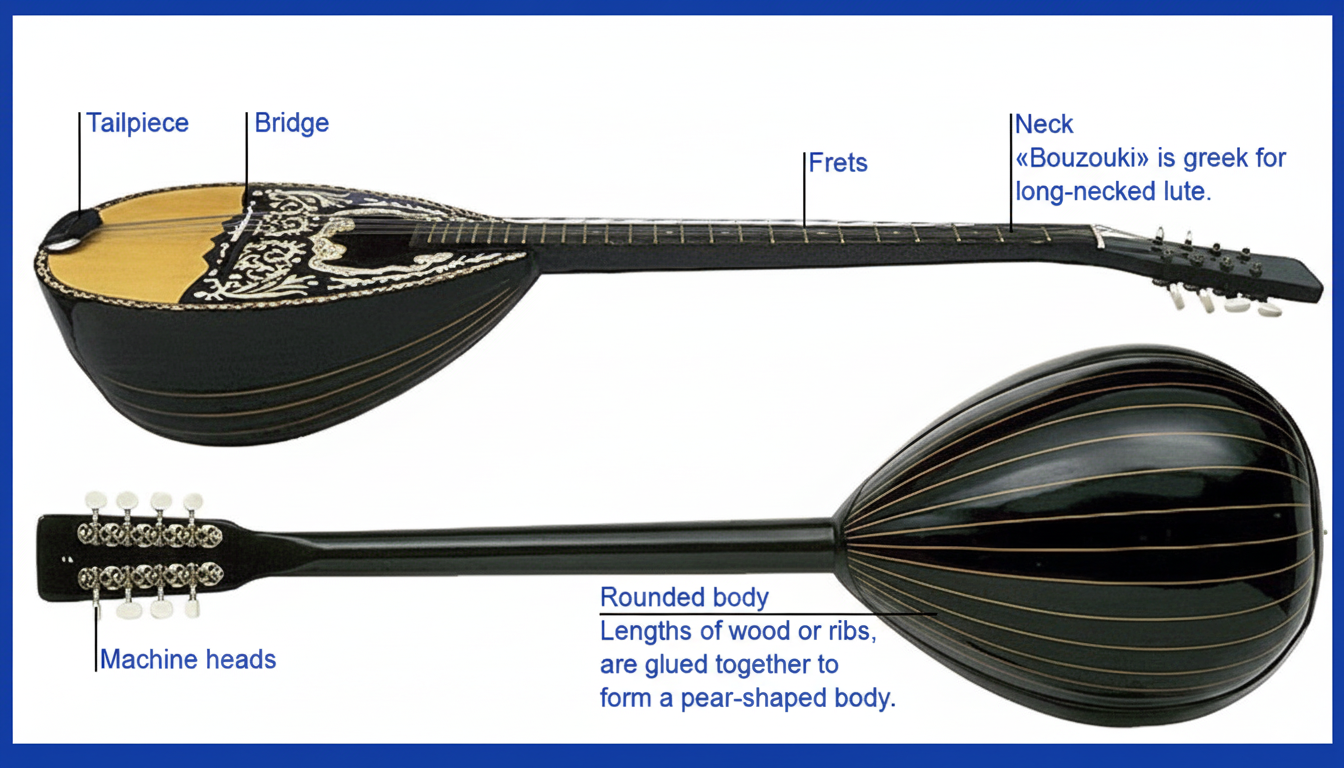 Tailpiece
Bridge
Frets
Neck
«Bouzouki» is greek for
long-necked lute.
Rounded body
Lengths of wood or ribs,
are glued together to
form a pear-shaped body.
Machine heads